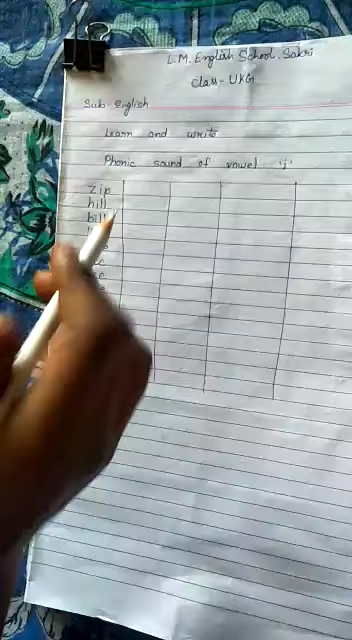 L.M. English School, Sakri
Class - UKG
Sub - English
Learn and write
Phonic sound of vowel 'i'
Zip
hill
bill